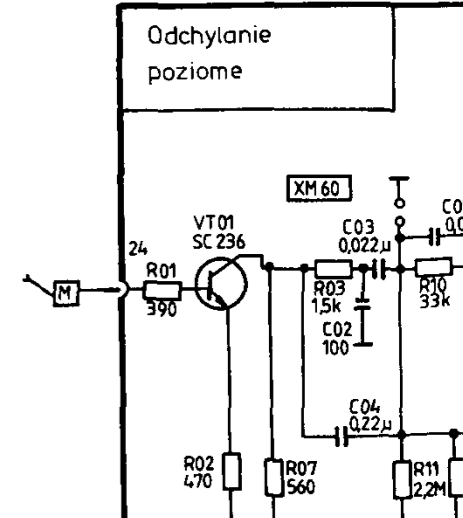 Odchylanie
poziome
XM 60
VT01
SC 236
C03
0,022µ
24
R01
390
M
R03
1,5k
R10
33k
C02
100
C04
0,22µ
R02
470
R07
560
R11
2,2M